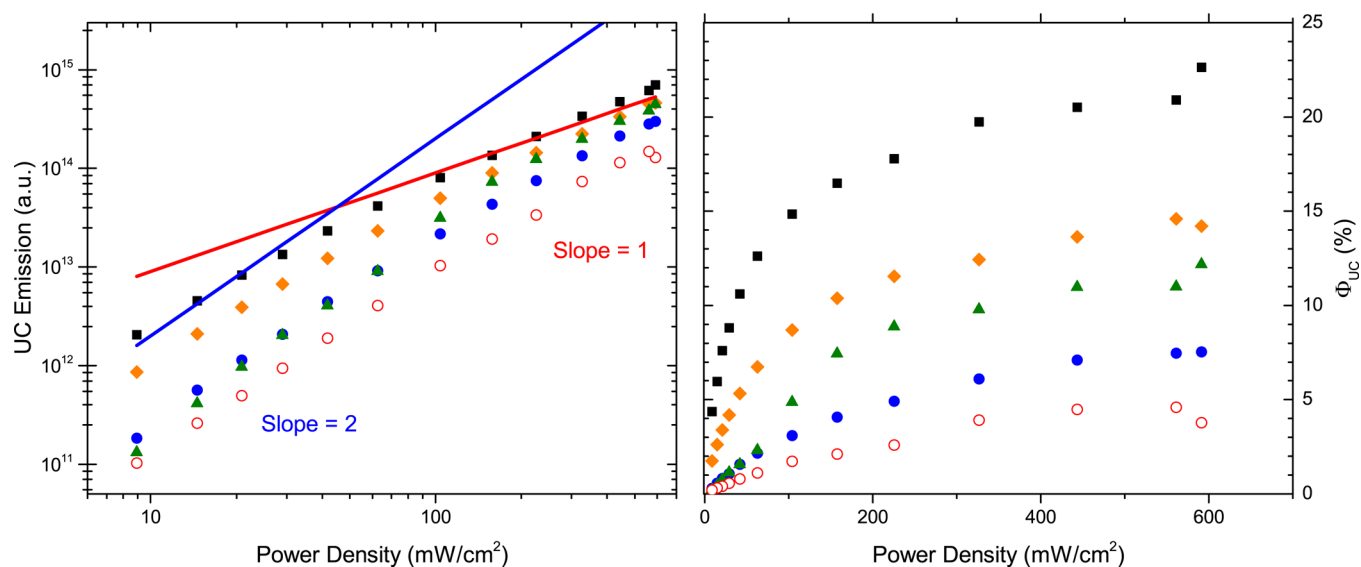 10^15
10^14
10^13
10^12
10^11
UC Emission (a.u.)
Slope = 1
Slope = 2
10
100
Power Density (mW/cm^2)
25
20
15
10
5
0
Φ_UC (%)
0
200
400
600
Power Density (mW/cm^2)